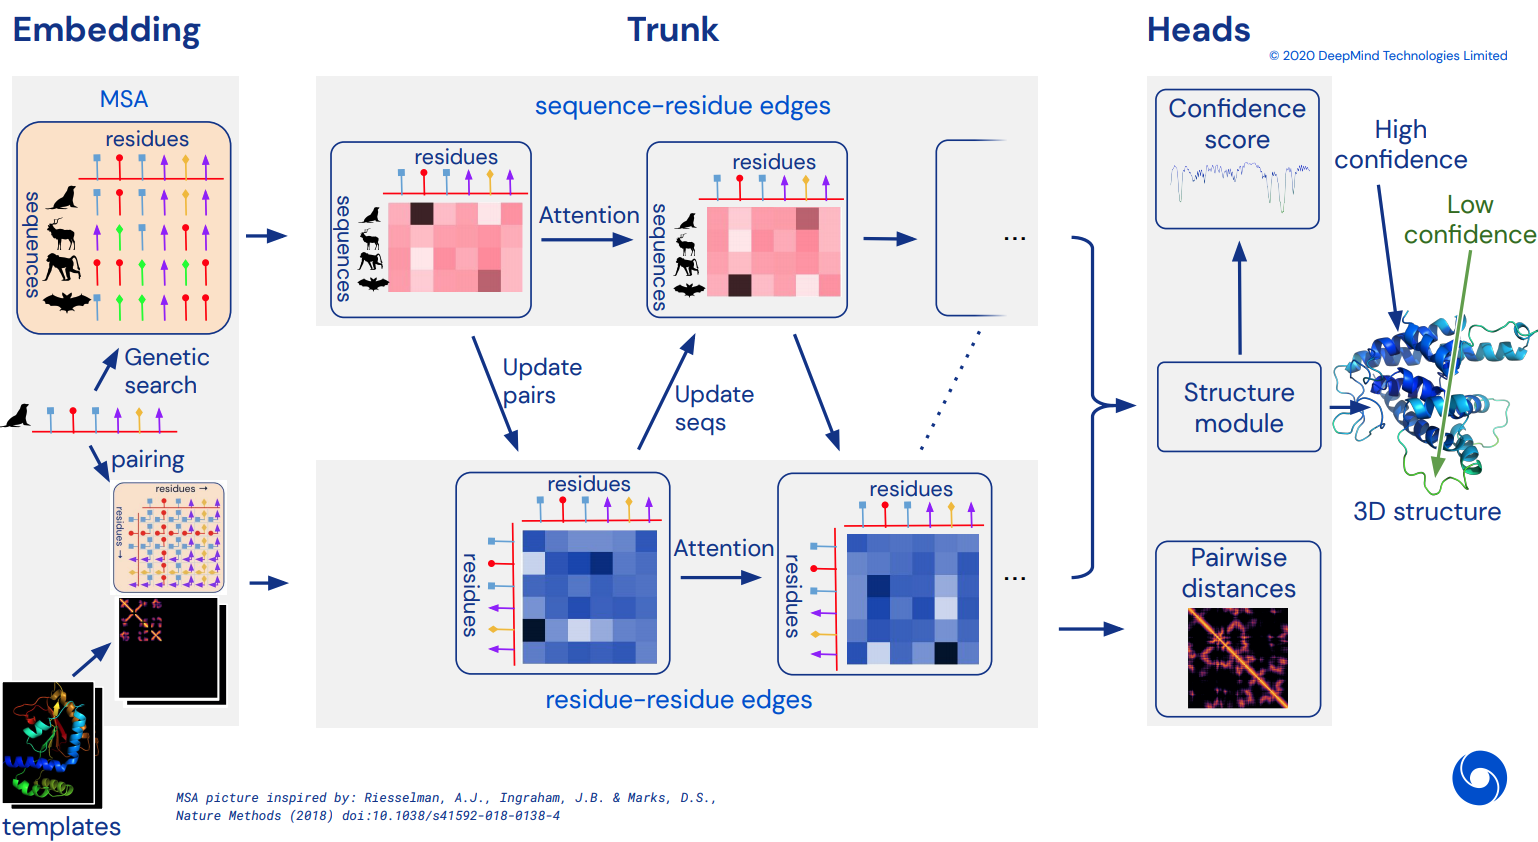 Embedding
Trunk
Heads
© 2020 DeepMind Technologies Limited
MSA
residues
sequences
Genetic
search
pairing
residues →
residues →
templates
sequence-residue edges
residues
sequences
Attention
residues
sequences
...
Update
pairs
Update
seqs
residues
residues
Attention
residues
residues
...
residue-residue edges
Confidence
score
High
confidence
Low
confidence
Structure
module
3D structure
Pairwise
distances
MSA picture inspired by: Riesselman, A.J., Ingraham, J.B. & Marks, D.S.,
Nature Methods (2018) doi:10.1038/s41592-018-0138-4